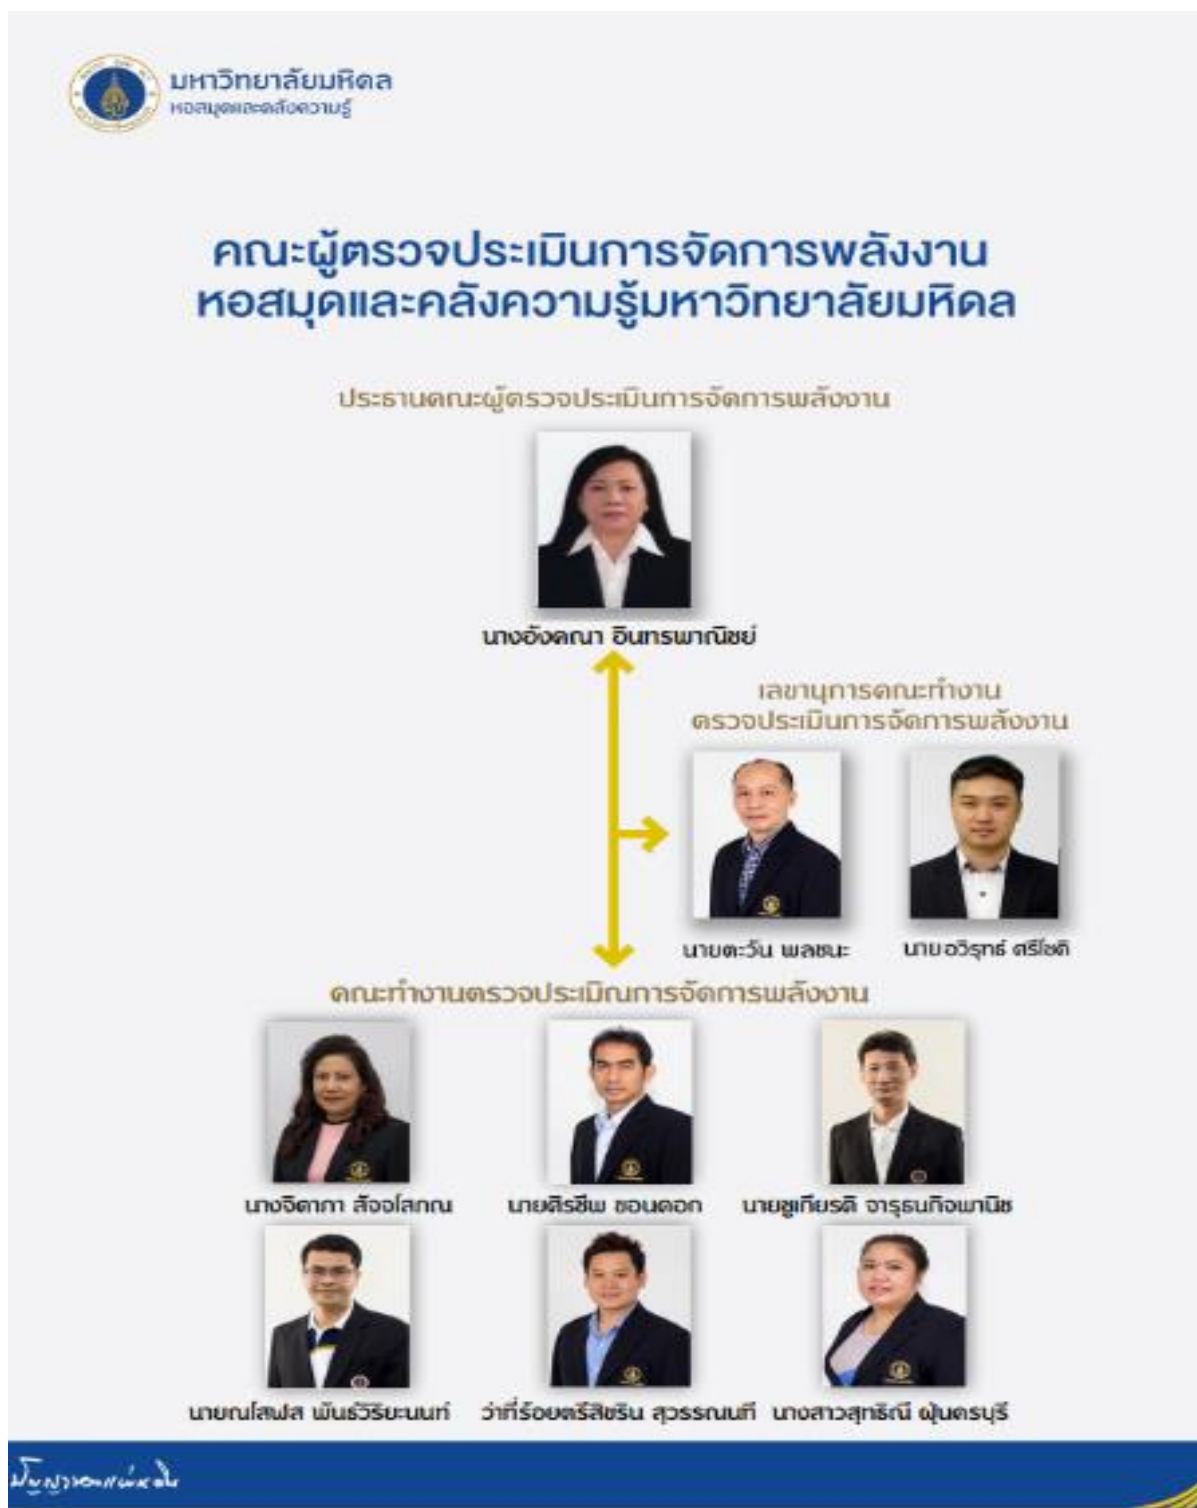 มหาวิทยาลัยมหิดล
หอสมุดและคลังความรู้
คณะผู้ตรวจประเมินการจัดการพลังงาน
หอสมุดและคลังความรู้มหาวิทยาลัยมหิดล
ประธานคณะผู้ตรวจประเมินการจัดการพลังงาน
นางอังคณา อินทรพาณิชย์
เลขานุการคณะทำงาน
ตรวจประเมินการจัดการพลังงาน
นายตะวัน พลชนะ นายอวิรุทธ์ ศรีโชติ
คณะทำงานตรวจประเมิณการจัดการพลังงาน
นางจิดาภา สัจจโสภณ นายศิรชีพ ชอนดอก นายชูเกียรติ จารุธนกิจพานิช
นายณโสฬส พันธ์วิริยะนนท์ ว่าที่ร้อยตรีสิชริน สุวรรณนที นางสาวสุทธิณี ฝุ่นครบุรี
ปัญญาของแผ่นดิน